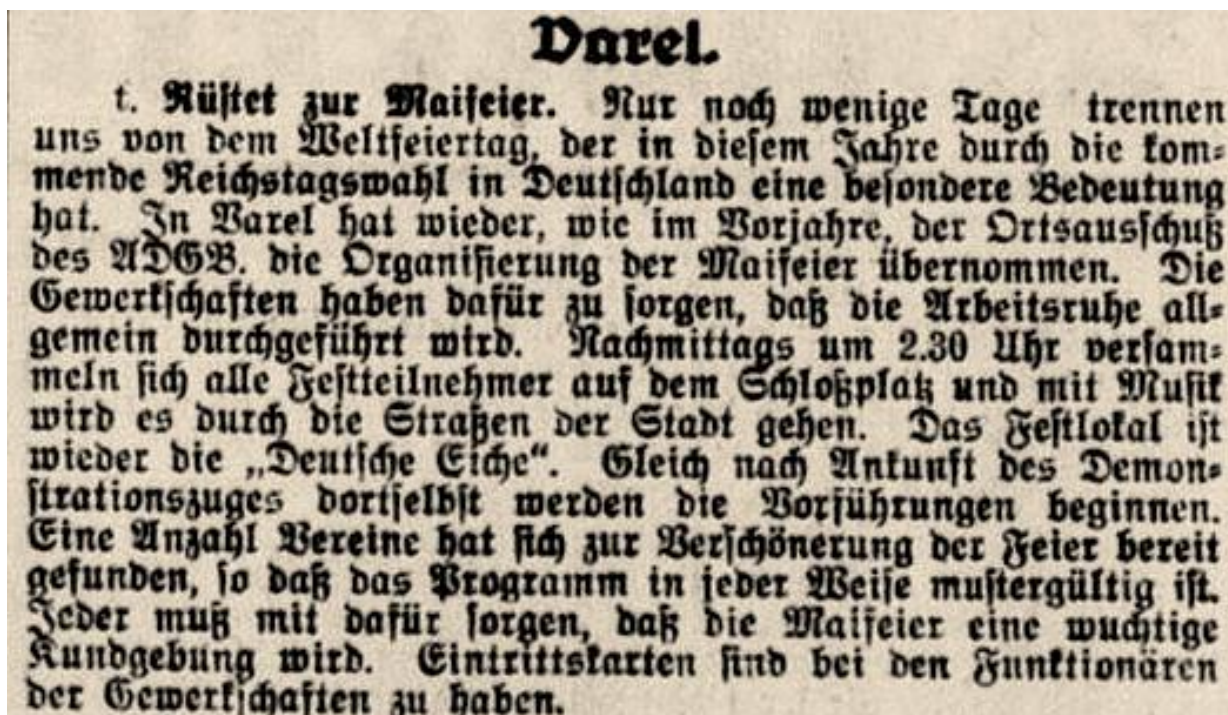 Varel.
t. Rüstet zur Maifeier. Nur noch wenige Tage trennen
uns von dem Weltfeiertag, der in diesem Jahre durch die kom-
mende Reichstagswahl in Deutschland eine besondere Bedeutung
hat. In Varel hat wieder, wie im Vorjahre, der Ortsausschuß
des ADGB. die Organisierung der Maifeier übernommen. Die
Gewerkschaften haben dafür zu sorgen, daß die Arbeitsruhe all-
gemein durchgeführt wird. Nachmittags um 2.30 Uhr versam-
meln sich alle Festteilnehmer auf dem Schloßplatz und mit Musik
wird es durch die Straßen der Stadt gehen. Das Festlokal ist
wieder die „Deutsche Eiche“. Gleich nach Ankunft des Demon-
strationszuges dortselbst werden die Vorführungen beginnen.
Eine Anzahl Vereine hat sich zur Verschönerung der Feier bereit
gefunden, so daß das Programm in jeder Weise mustergültig ist.
Jeder muß mit dafür sorgen, daß die Maifeier eine wuchtige
Kundgebung wird. Eintrittskarten sind bei den Funktionären
der Gewerkschaften zu haben.